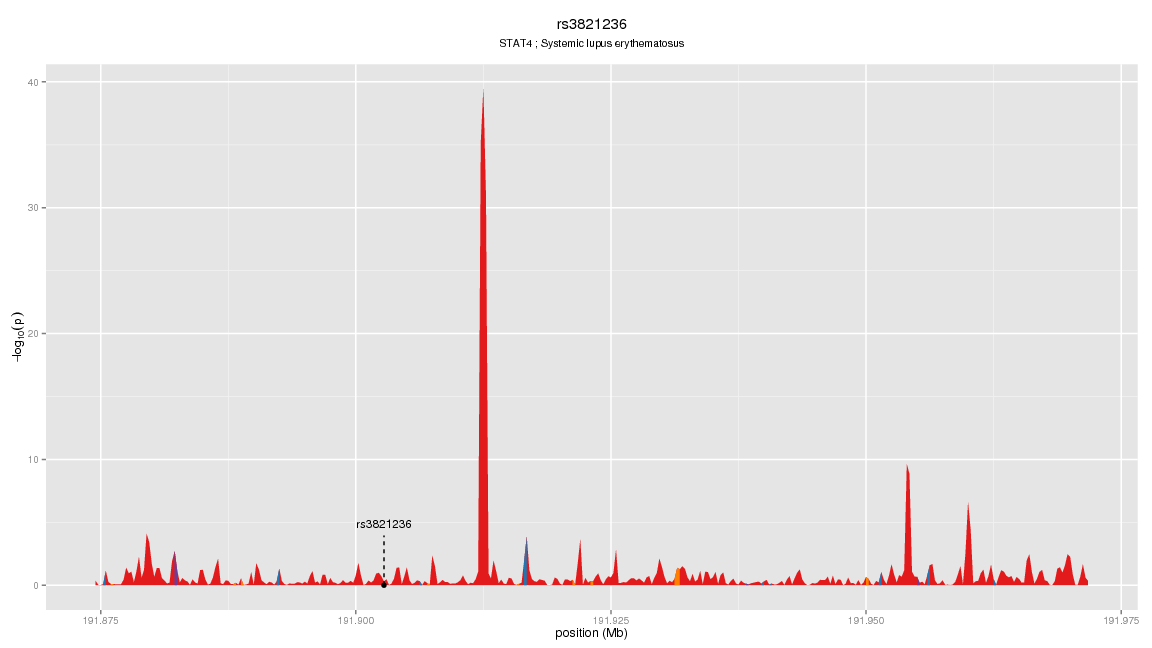 rs3821236
STAT4 ; Systemic lupus erythematosus
40
30
20
10
0
−log₁₀(p)
rs3821236
191.875 191.900 191.925 191.950 191.975
position (Mb)